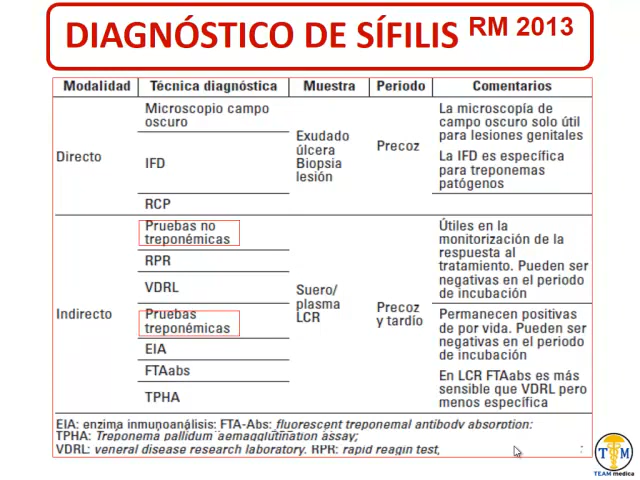 DIAGNÓSTICO DE SÍFILIS RM 2013
Modalidad Técnica diagnóstica Muestra Periodo Comentarios
Directo
Microscopio campo
oscuro
IFD
RCP
Exudado
úlcera
Biopsia
lesión
Precoz
La microscopía de
campo oscuro solo útil
para lesiones genitales
La IFD es específica
para treponemas
patógenos
Indirecto
Pruebas no
treponémicas
RPR
VDRL
Pruebas
treponémicas
EIA
FTAabs
TPHA
Suero/
plasma
LCR
Precoz
y tardío
Útiles en la
monitorización de la
respuesta al
tratamiento. Pueden ser
negativas en el periodo
de incubación
Permanecen positivas
de por vida. Pueden ser
negativas en el periodo
de incubación
En LCR FTAabs es más
sensible que VDRL pero
menos específica
EIA: enzima inmunoanálisis: FTA-Abs: fluorescent treponemal antibody absorption:
TPHA: Treponema pallidum aemaglutination assay;
VDRL: veneral disease research laboratory. RPR: rapid reagin test,
T M
TEAM medica